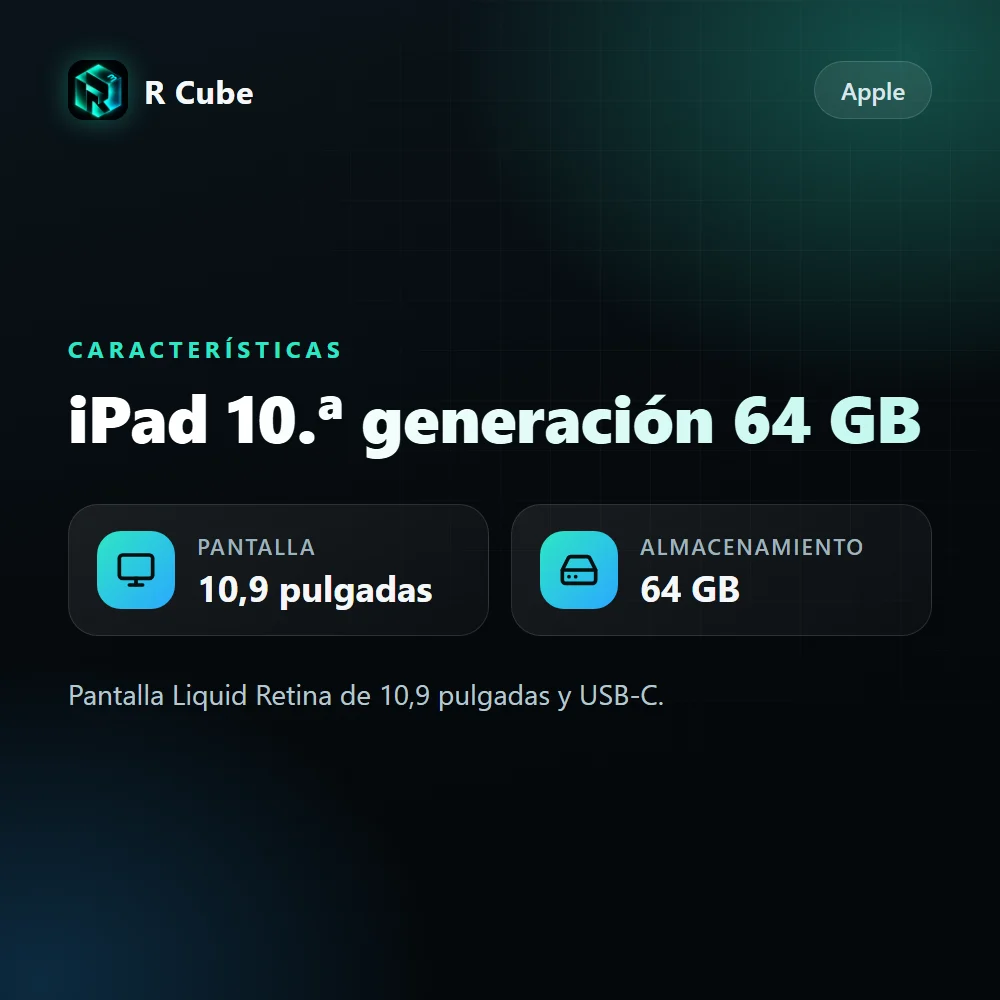 R Cube
Apple
CARACTERÍSTICAS
iPad 10.ª generación 64 GB
PANTALLA
10,9 pulgadas
ALMACENAMIENTO
64 GB
Pantalla Liquid Retina de 10,9 pulgadas y USB-C.